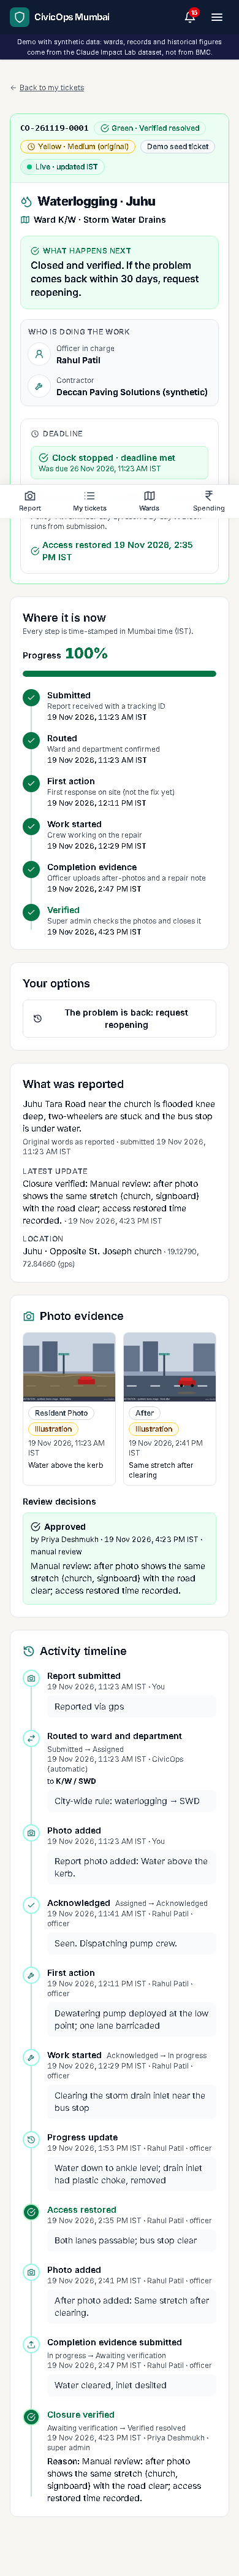 CivicOps Mumbai
15
Demo with synthetic data: wards, records and historical figures
come from the Claude Impact Lab dataset, not from BMC.
← Back to my tickets
CO-261119-0001
Green · Verified resolved
Yellow · Medium (original)
Demo seed ticket
Live · updated IST
Waterlogging · Juhu
Ward K/W · Storm Water Drains
WHAT HAPPENS NEXT
Closed and verified. If the problem
comes back within 30 days, request
reopening.
WHO IS DOING THE WORK
Officer in charge
Rahul Patil
Contractor
Deccan Paving Solutions (synthetic)
DEADLINE
Clock stopped · deadline met
Was due 26 Nov 2026, 11:23 AM IST
Report
My tickets
Wards
Spending
runs from submission.
Access restored 19 Nov 2026, 2:35
PM IST
Where it is now
Every step is time-stamped in Mumbai time (IST).
Progress 100%
Submitted
Report received with a tracking ID
19 Nov 2026, 11:23 AM IST
Routed
Ward and department confirmed
19 Nov 2026, 11:23 AM IST
First action
First response on site (not the fix yet)
19 Nov 2026, 12:11 PM IST
Work started
Crew working on the repair
19 Nov 2026, 12:29 PM IST
Completion evidence
Officer uploads after-photos and a repair note
19 Nov 2026, 2:47 PM IST
Verified
Super admin checks the photos and closes it
19 Nov 2026, 4:23 PM IST
Your options
The problem is back: request
reopening
What was reported
Juhu Tara Road near the church is flooded knee
deep, two-wheelers are stuck and the bus stop
is under water.
Original words as reported · submitted 19 Nov 2026,
11:23 AM IST
LATEST UPDATE
Closure verified: Manual review: after photo
shows the same stretch (church, signboard)
with the road clear; access restored time
recorded. · 19 Nov 2026, 4:23 PM IST
LOCATION
Juhu · Opposite St. Joseph church · 19.12790,
72.84660 (gps)
Photo evidence
Resident Photo
Illustration
19 Nov 2026, 11:23 AM
IST
Water above the kerb
After
Illustration
19 Nov 2026, 2:41 PM
IST
Same stretch after
clearing
Review decisions
Approved
by Priya Deshmukh · 19 Nov 2026, 4:23 PM IST ·
manual review
Manual review: after photo shows the same
stretch (church, signboard) with the road
clear; access restored time recorded.
Activity timeline
Report submitted
19 Nov 2026, 11:23 AM IST · You
Reported via gps
Routed to ward and department
Submitted → Assigned
19 Nov 2026, 11:23 AM IST · CivicOps
(automatic)
to K/W / SWD
City-wide rule: waterlogging → SWD
Photo added
19 Nov 2026, 11:23 AM IST · You
Report photo added: Water above the
kerb.
Acknowledged Assigned → Acknowledged
19 Nov 2026, 11:41 AM IST · Rahul Patil ·
officer
Seen. Dispatching pump crew.
First action
19 Nov 2026, 12:11 PM IST · Rahul Patil ·
officer
Dewatering pump deployed at the low
point; one lane barricaded
Work started Acknowledged → In progress
19 Nov 2026, 12:29 PM IST · Rahul Patil ·
officer
Clearing the storm drain inlet near the
bus stop
Progress update
19 Nov 2026, 1:53 PM IST · Rahul Patil · officer
Water down to ankle level; drain inlet
had plastic choke, removed
Access restored
19 Nov 2026, 2:35 PM IST · Rahul Patil · officer
Both lanes passable; bus stop clear
Photo added
19 Nov 2026, 2:41 PM IST · Rahul Patil · officer
After photo added: Same stretch after
clearing.
Completion evidence submitted
In progress → Awaiting verification
19 Nov 2026, 2:47 PM IST · Rahul Patil · officer
Water cleared, inlet desilted
Closure verified
Awaiting verification → Verified resolved
19 Nov 2026, 4:23 PM IST · Priya Deshmukh ·
super admin
Reason: Manual review: after photo
shows the same stretch (church,
signboard) with the road clear; access
restored time recorded.